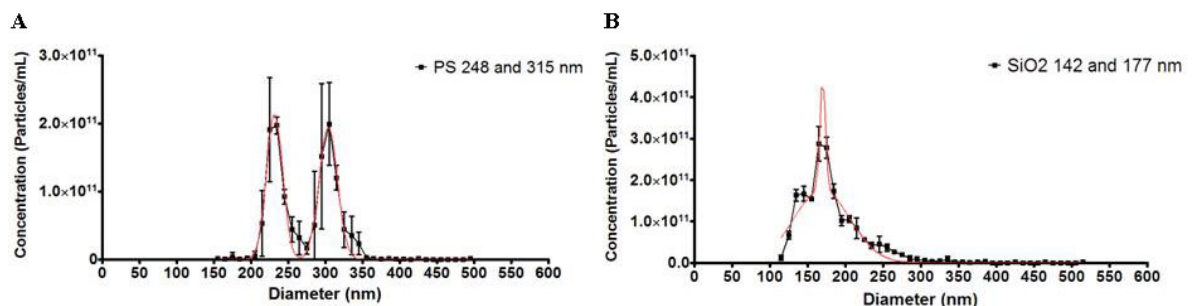 A
Concentration (Particles/mL)
3.0×10¹¹
2.0×10¹¹
1.0×10¹¹
0.0
PS 248 and 315 nm
0 50 100 150 200 250 300 350 400 450 500 550 600
Diameter (nm)
B
Concentration (Particles/mL)
5.0×10¹¹
4.0×10¹¹
3.0×10¹¹
2.0×10¹¹
1.0×10¹¹
0.0
SiO2 142 and 177 nm
0 50 100 150 200 250 300 350 400 450 500 550 600
Diameter (nm)